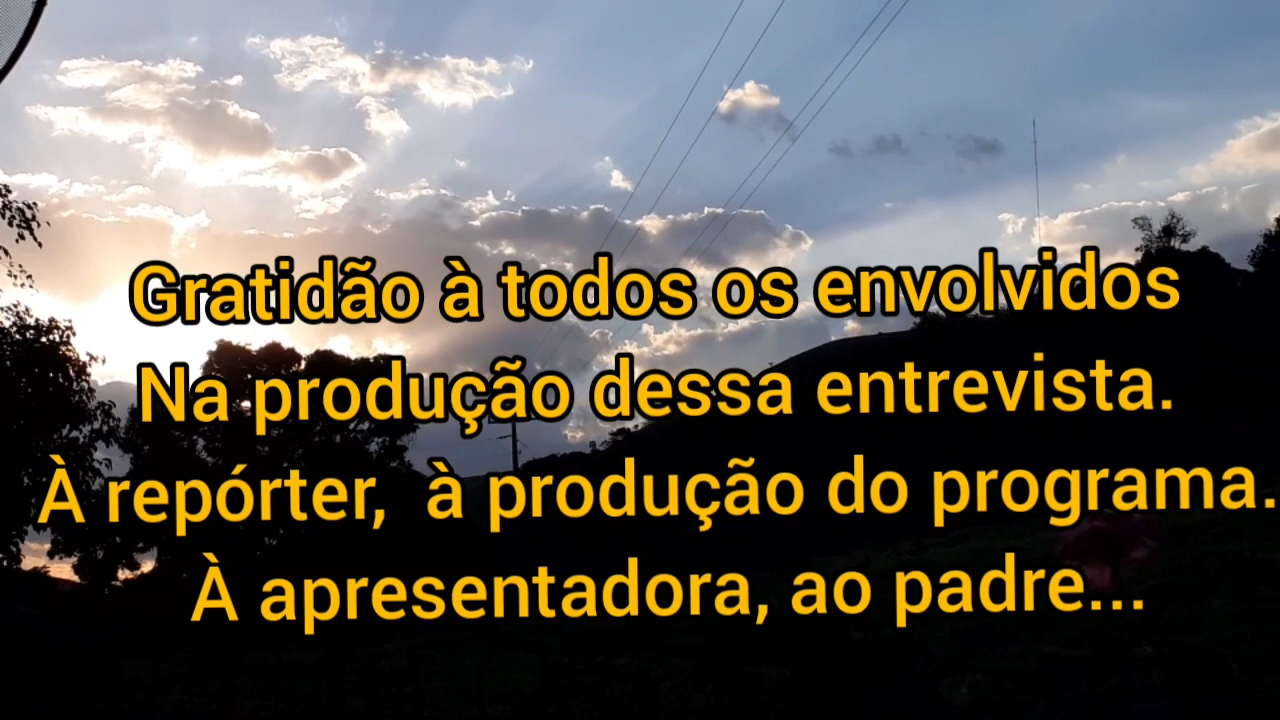 Gratidão à todos os envolvidos
Na produção dessa entrevista.
À repórter, à produção do programa.
À apresentadora, ao padre...